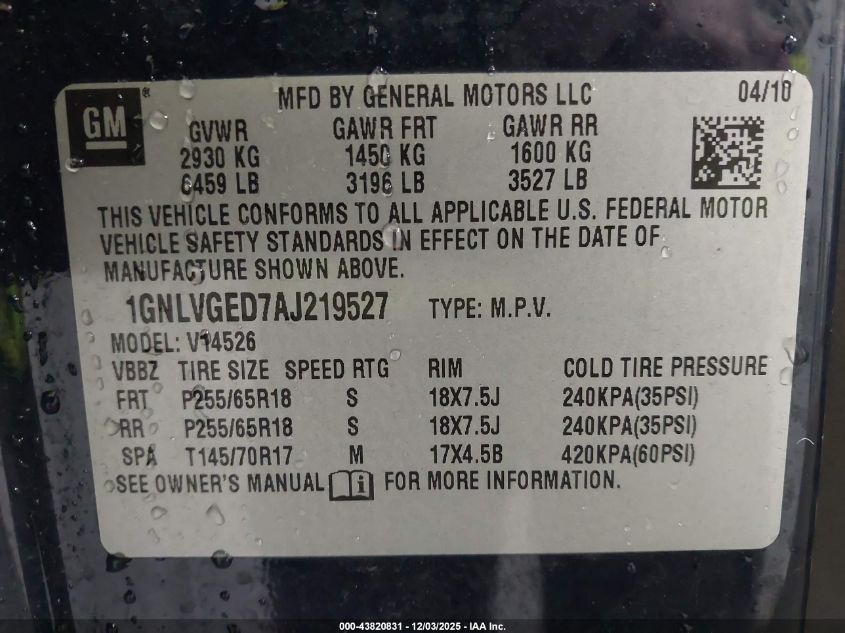 GM ® MFD BY GENERAL MOTORS LLC 04/10
GVWR GAWR FRT GAWR RR
2930 KG 1450 KG 1600 KG
6459 LB 3196 LB 3527 LB
THIS VEHICLE CONFORMS TO ALL APPLICABLE U.S. FEDERAL MOTOR
VEHICLE SAFETY STANDARDS IN EFFECT ON THE DATE OF
MANUFACTURE SHOWN ABOVE.
1GNLVGED7AJ219527 TYPE: M.P.V.
MODEL: V14526
VBBZ TIRE SIZE SPEED RTG RIM COLD TIRE PRESSURE
FRT P255/65R18 S 18X7.5J 240KPA(35PSI)
RR P255/65R18 S 18X7.5J 240KPA(35PSI)
SPA T145/70R17 M 17X4.5B 420KPA(60PSI)
SEE OWNER'S MANUAL i FOR MORE INFORMATION.
000-43820831 - 12/03/2025 - IAA Inc.